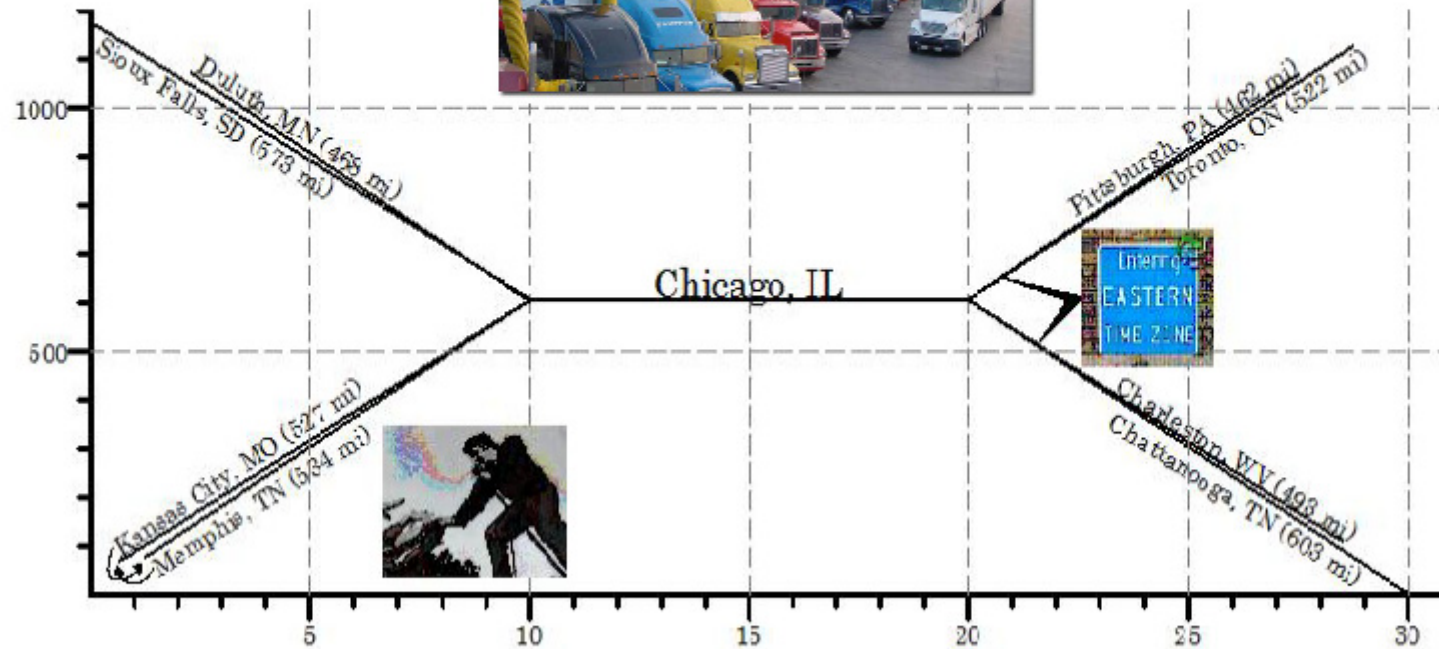 1000
500
Sioux Falls, SD (573 mi)
Duluth, MN (468 mi)
Kansas City, MO (527 mi)
Memphis, TN (534 mi)
Chicago, IL
Pittsburgh, PA (462 mi)
Toronto, ON (522 mi)
Entering
EASTERN
TIME ZONE
Charleston, WV (493 mi)
Chattanooga, TN (603 mi)
5
10
15
20
25
30